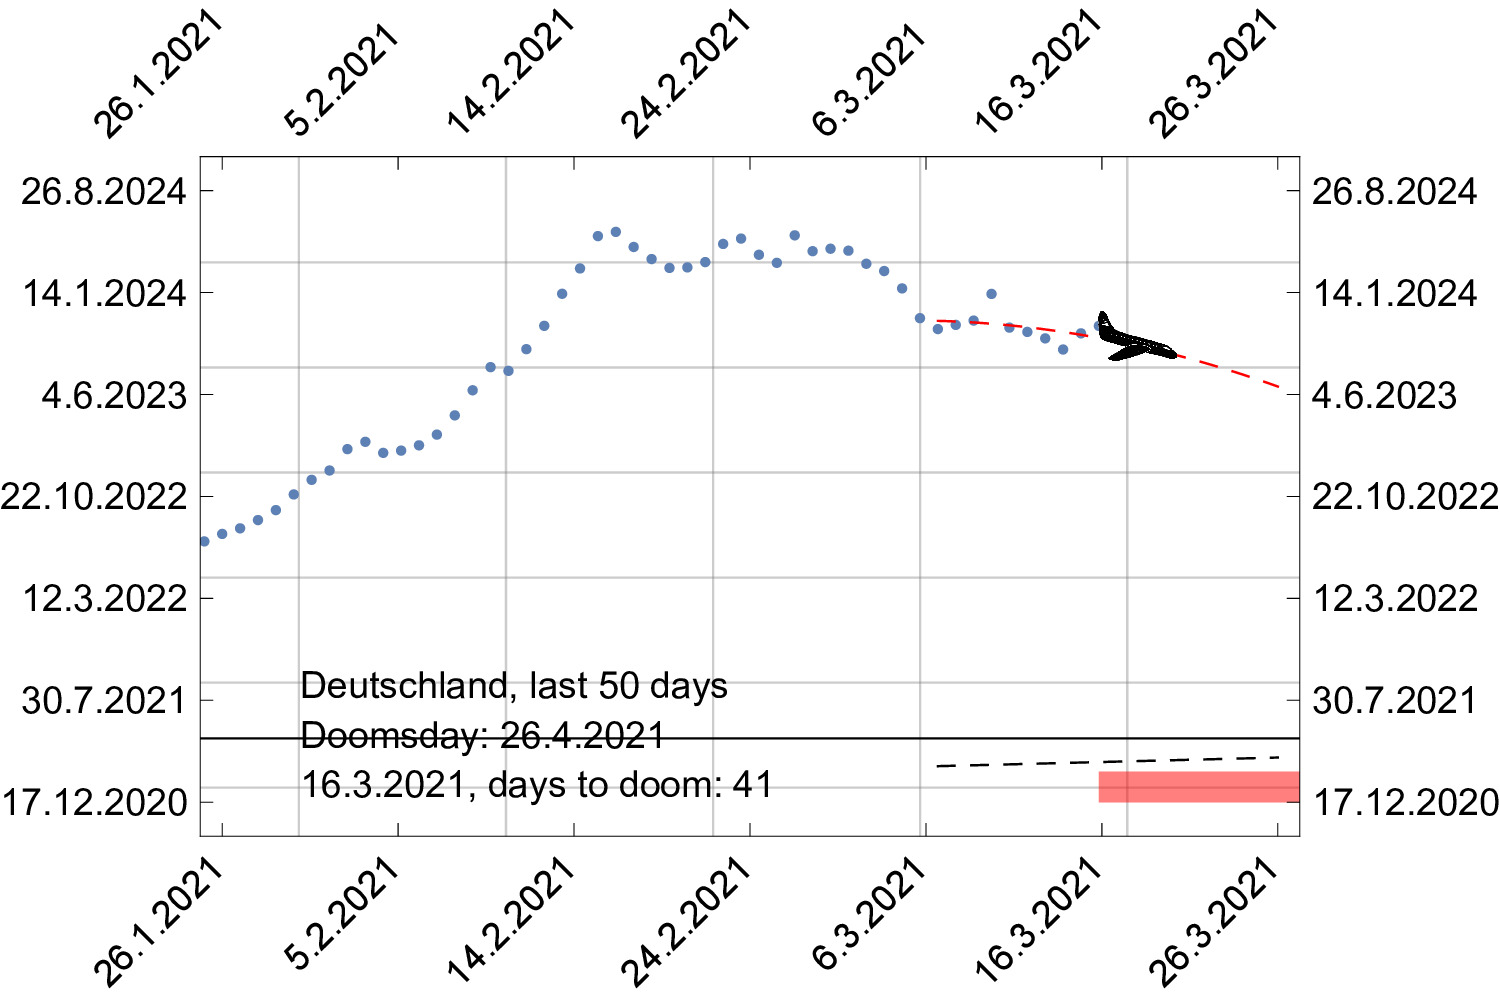 26.1.2021 5.2.2021 14.2.2021 24.2.2021 6.3.2021 16.3.2021 26.3.2021
26.8.2024 26.8.2024
14.1.2024 14.1.2024
4.6.2023 4.6.2023
22.10.2022 22.10.2022
12.3.2022 12.3.2022
Deutschland, last 50 days
30.7.2021 30.7.2021
Doomsday: 26.4.2021
16.3.2021, days to doom: 41
17.12.2020 17.12.2020
26.1.2021 5.2.2021 14.2.2021 24.2.2021 6.3.2021 16.3.2021 26.3.2021